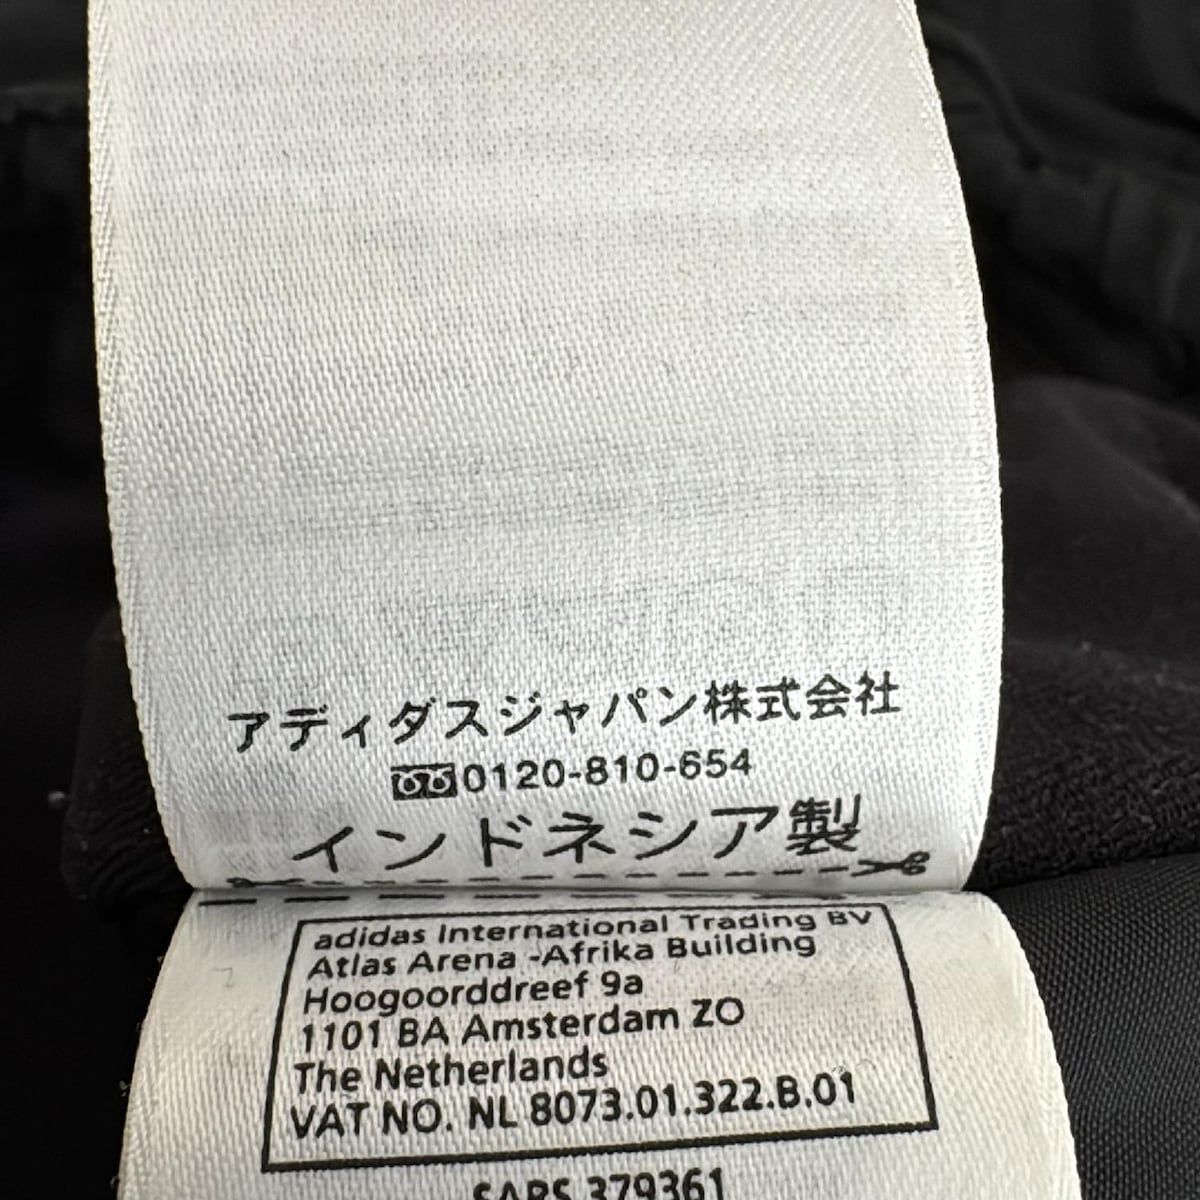 アディダスジャパン株式会社
0120-810-654
インドネシア製
adidas International Trading BV
Atlas Arena -Afrika Building
Hoogoorddreef 9a
1101 BA Amsterdam ZO
The Netherlands
VAT NO. NL 8073.01.322.B.01
SABS 379361